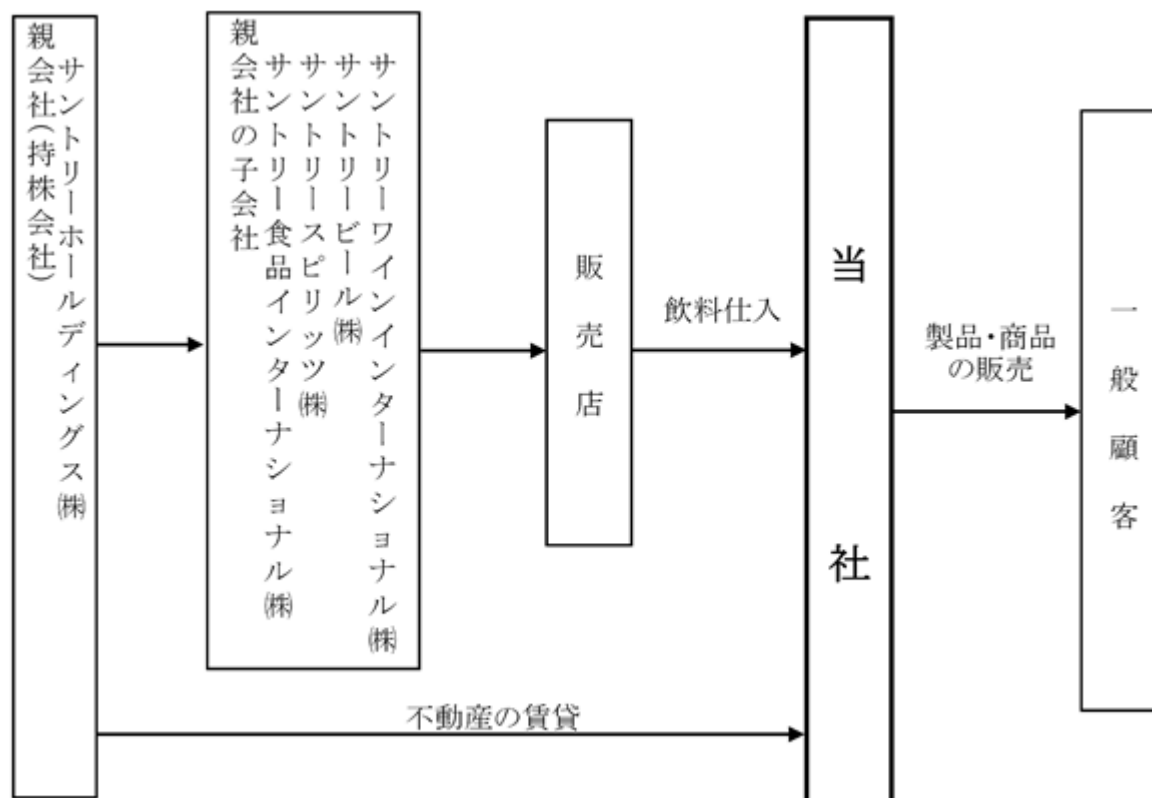 親会社(持株会社)
サントリーホールディングス㈱
親会社の子会社
サントリー食品インターナショナル㈱
サントリースピリッツ㈱
サントリービール㈱
サントリーワインインターナショナル㈱
販売店
飲料仕入
当社
製品・商品
の販売
一般顧客
不動産の賃貸